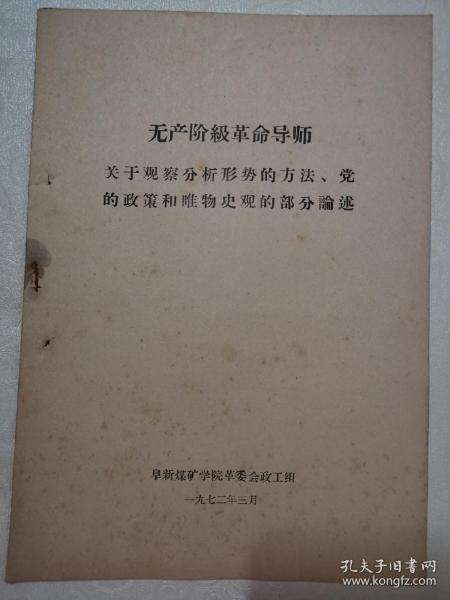 无产阶級革命导师
关于观察分析形势的方法、党
的政策和唯物史观的部分論述
阜新煤矿学院革委会政工组
一九七二年三月
孔夫子旧书网
www.kongfz.com